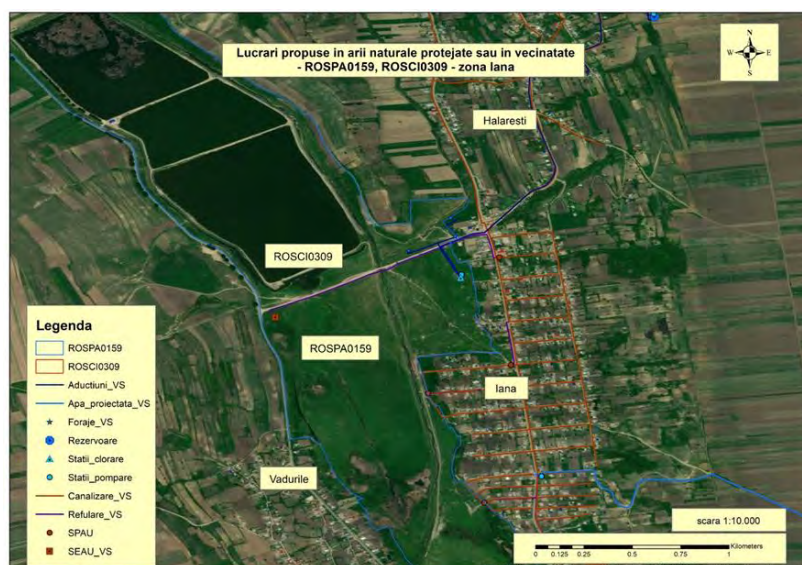 Lucrari propuse in arii naturale protejate sau in vecinatate
- ROSPA0159, ROSCI0309 - zona Iana
N
W E
S
Halaresti
ROSCI0309
ROSPA0159
Iana
Vadurile
Legenda
ROSPA0159
ROSCI0309
Aductiuni_VS
Apa_proiectata_VS
Foraje_VS
Rezervoare
Statii_clorare
Statii_pompare
Canalizare_VS
Refulare_VS
SPAU
SEAU_VS
scara 1:10.000
Kilometers
0 0.125 0.25 0.5 0.75 1